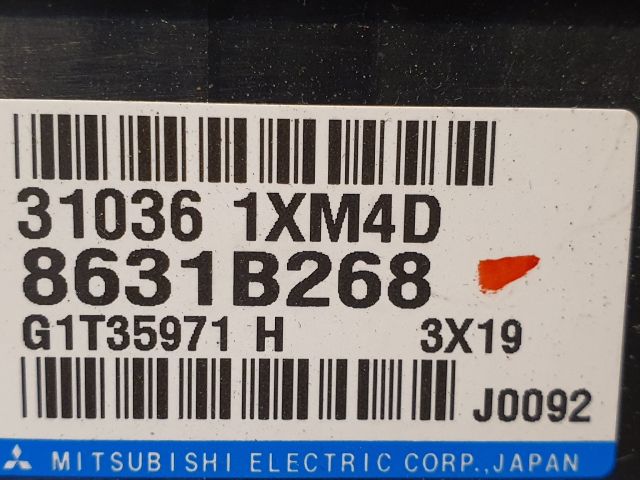 31036 1XM4D
8631B268
G1T35971 H 3X19
J0092
MITSUBISHI ELECTRIC CORP.,JAPAN